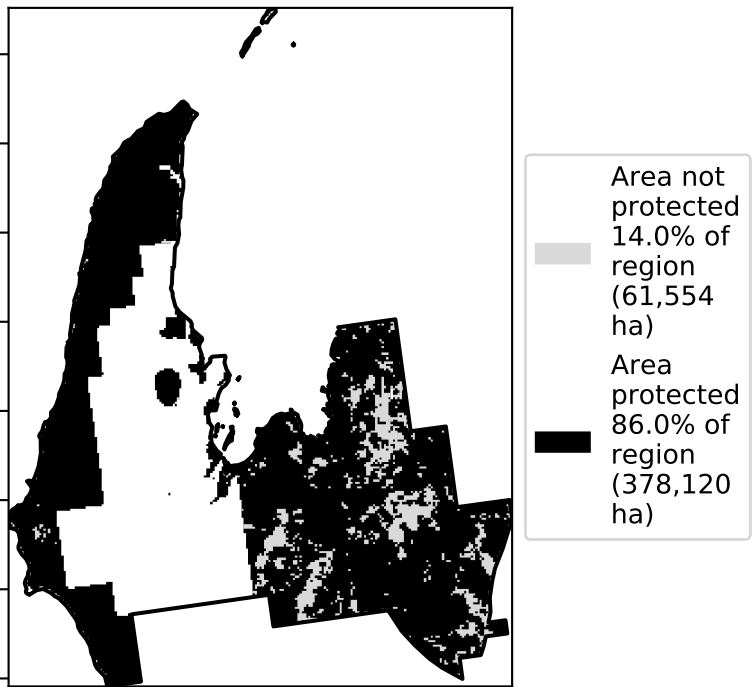 Area not
protected
14.0% of
region
(61,554
ha)
Area
protected
86.0% of
region
(378,120
ha)